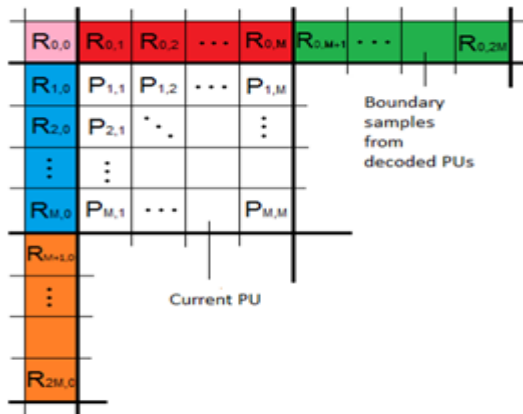 R0,0 R0,1 R0,2 ... R0,M R0,M+1 ... R0,2M
R1,0 P1,1 P1,2 ... P1,M
R2,0 P2,1 ⋱ ⋮
⋮ ⋮
RM,0 PM,1 ... PM,M
RM+1,0
⋮
R2M,0
Boundary
samples
from
decoded PUs
Current PU